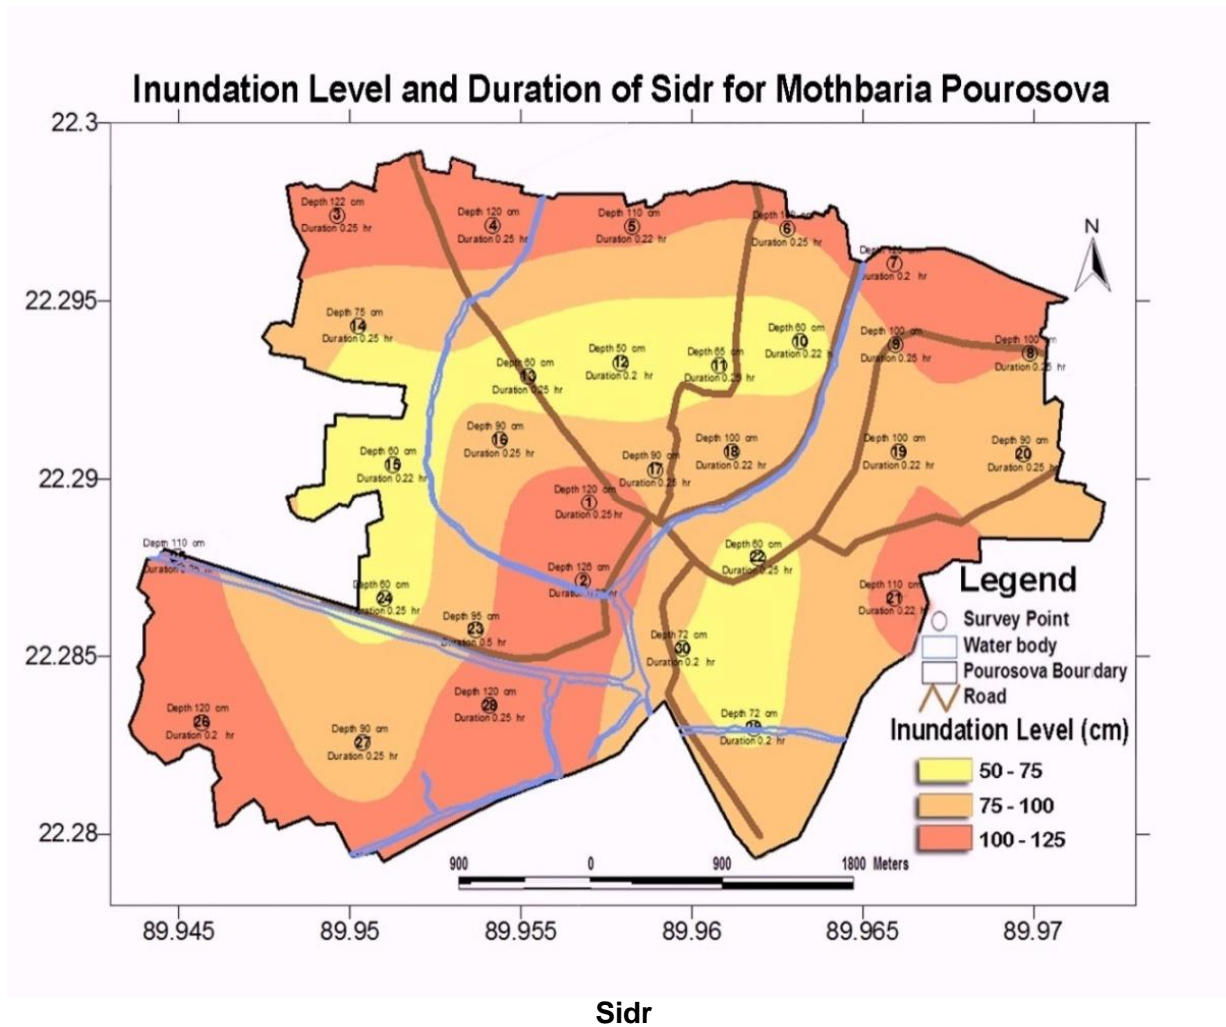 Inundation Level and Duration of Sidr for Mothbaria Pourosova
22.3
22.295
22.29
22.285
22.28
Depth 122 cm
3
Duration 0.25 hr
Depth 120 cm
4
Duration 0.25 hr
Depth 110 cm
5
Duration 0.22 hr
Depth cm
6
Duration 0.25 hr
N
Depth cm
7
Duration 0.2 hr
Depth 75 cm
14
Duration 0.25 hr
Depth 60 cm
13
Duration 0.25 hr
Depth 50 cm
12
Duration 0.2 hr
Depth 65 cm
11
Duration 0.25 hr
Depth 60 cm
10
Duration 0.22 hr
Depth 100 cm
9
Duration 0.25 hr
Depth 100 cm
8
Duration 0.25 hr
Depth 60 cm
15
Duration 0.22 hr
Depth 90 cm
16
Duration 0.25 hr
Depth 90 cm
17
Duration 0.25 hr
Depth 100 cm
18
Duration 0.22 hr
Depth 100 cm
19
Duration 0.22 hr
Depth 90 cm
20
Duration 0.25 hr
Depth 120 cm
1
Duration 0.25 hr
Depth 110 cm
Duration hr
Depth 60 cm
24
Duration 0.25 hr
Depth 95 cm
23
Duration 0.5 hr
Depth 126 cm
2
Duration hr
Depth 60 cm
22
Duration 0.25 hr
Depth 110 cm
21
Duration 0.22 hr
Depth 72 cm
30
Duration 0.2 hr
Depth 120 cm
26
Duration 0.2 hr
Depth 90 cm
27
Duration 0.25 hr
Depth 120 cm
28
Duration 0.25 hr
Depth 72 cm
Duration 0.2 hr
Legend
Survey Point
Water body
Pourosova Boundary
Road
Inundation Level (cm)
50 - 75
75 - 100
100 - 125
900 0 900 1800 Meters
89.945 89.95 89.955 89.96 89.965 89.97
Sidr